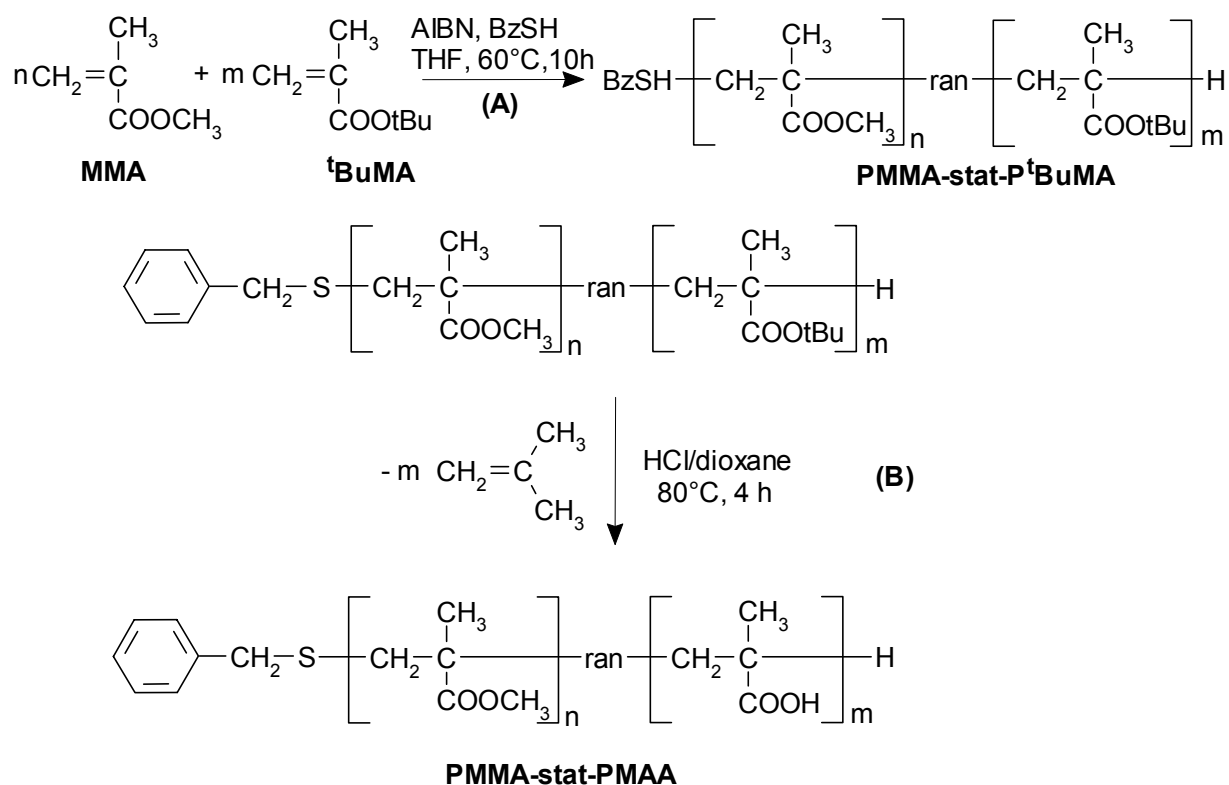 nCH2=C CH3 COOCH3 + m CH2=C CH3 COOtBu
AIBN, BzSH
THF, 60°C,10h
(A)
BzSH [ CH2 C CH3 COOCH3 ]n ran [ CH2 C CH3 COOtBu ]m H
MMA
tBuMA
PMMA-stat-PtBuMA
CH2 S [ CH2 C CH3 COOCH3 ]n ran [ CH2 C CH3 COOtBu ]m H
- m CH2=C CH3 CH3
HCl/dioxane
80°C, 4 h
(B)
CH2 S [ CH2 C CH3 COOCH3 ]n ran [ CH2 C CH3 COOH ]m H
PMMA-stat-PMAA